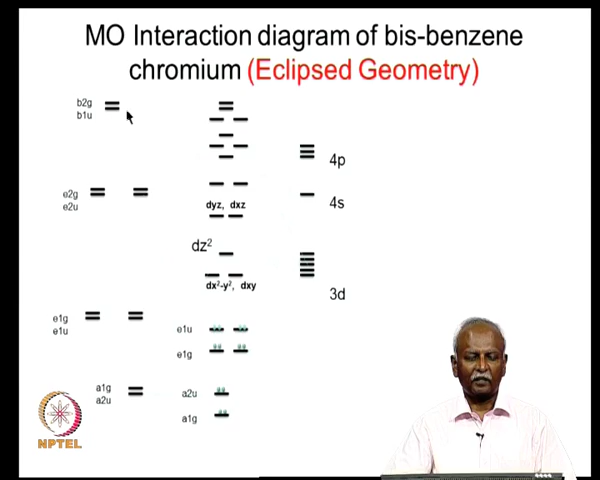 MO Interaction diagram of bis-benzene
chromium (Eclipsed Geometry)
b2g
b1u
4p
e2g
e2u
4s
dyz, dxz
dz2
dx2-y2, dxy
3d
e1g
e1u
e1u
e1g
a1g
a2u
a2u
a1g
NPTEL